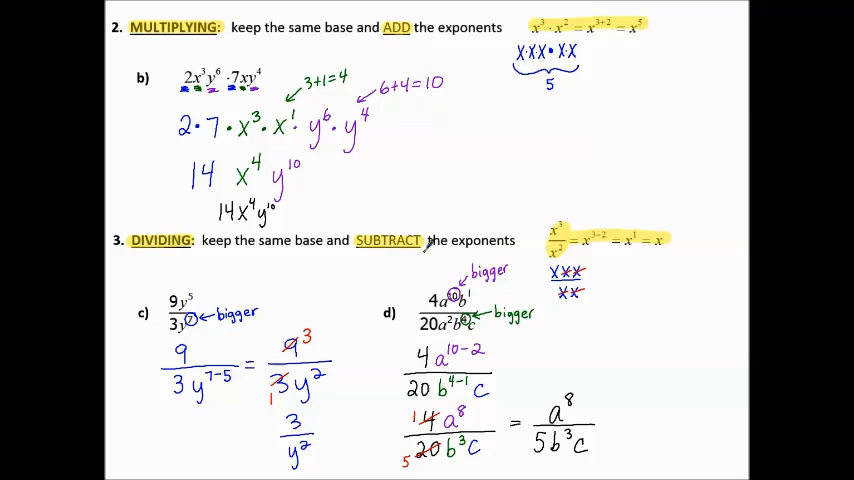 2. MULTIPLYING: keep the same base and ADD the exponents x³ · x² = x³⁺² = x⁵
x·x·x·x·x
5
b) 2x³y⁶ · 7xy⁴
3+1=4
6+4=10
2 · 7 · x³ · x¹ · y⁶ · y⁴
14 x⁴ y¹⁰
14x⁴y¹⁰
3. DIVIDING: keep the same base and SUBTRACT the exponents x³/x² = x³⁻² = x¹ = x
xxx/xx
c) 9y⁵/3y⁷ ← bigger
9/3y⁷⁻⁵ = 9 3/3 1 y²
3/y²
d) 4a¹⁰b¹/20a²b⁴c
bigger
bigger
4a¹⁰⁻²/20 b⁴⁻¹ c
1 4 a⁸/5 20 b³ c = a⁸/5b³c